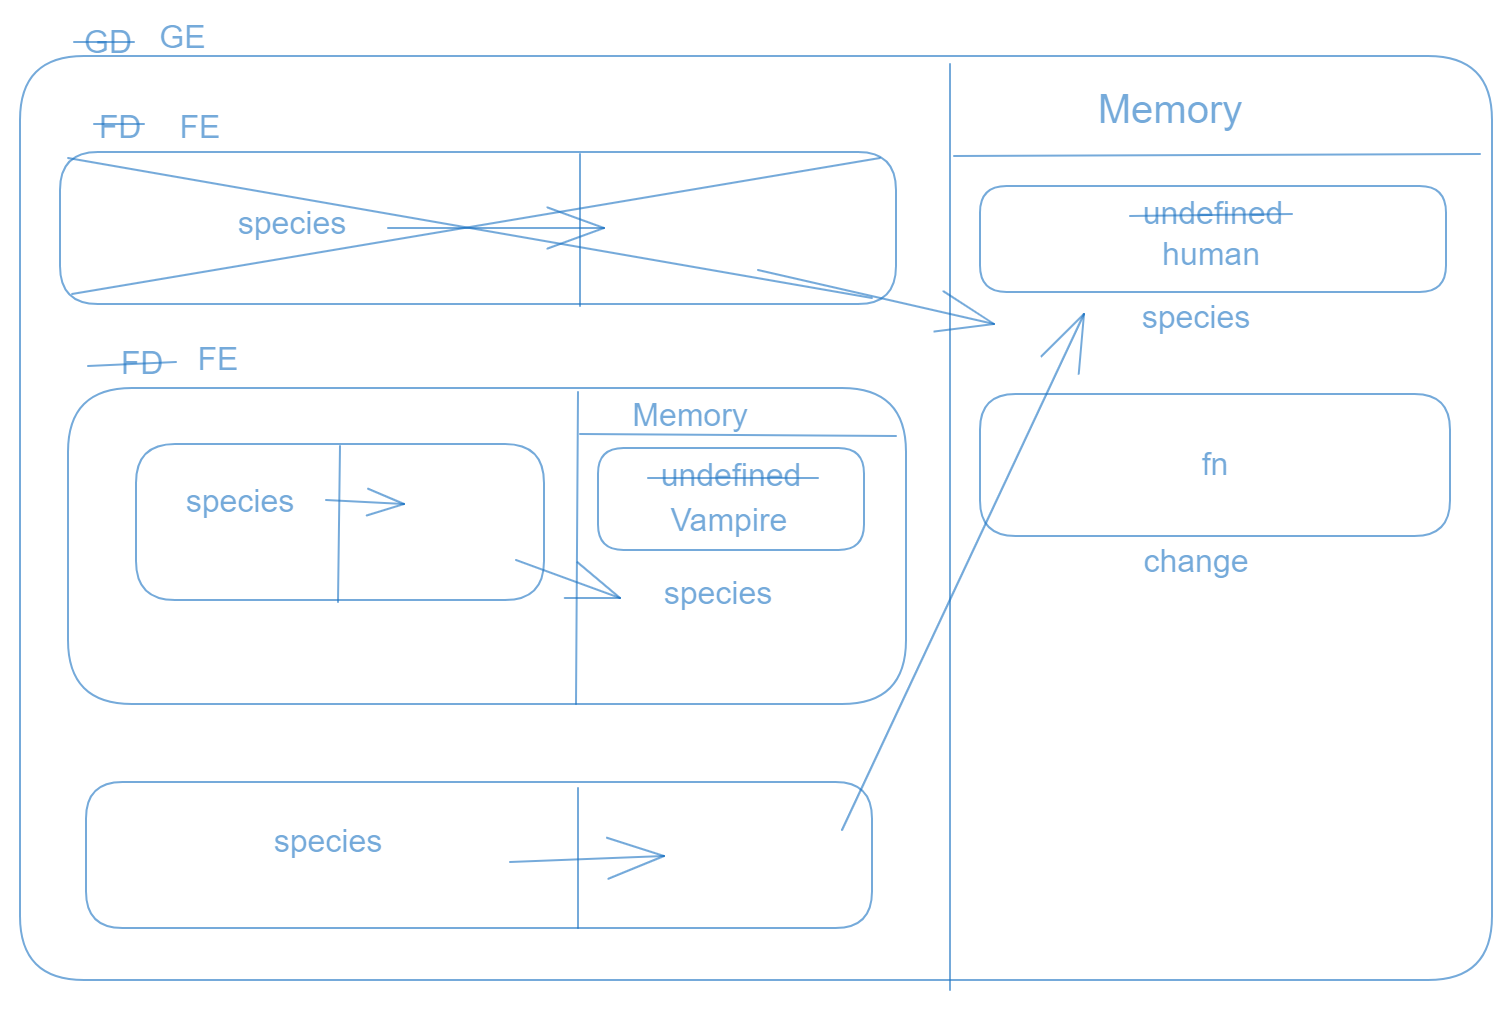 GD GE
Memory
FD FE
undefined
human
species
species
FD FE
Memory
undefined
Vampire
species
species
fn
change
species